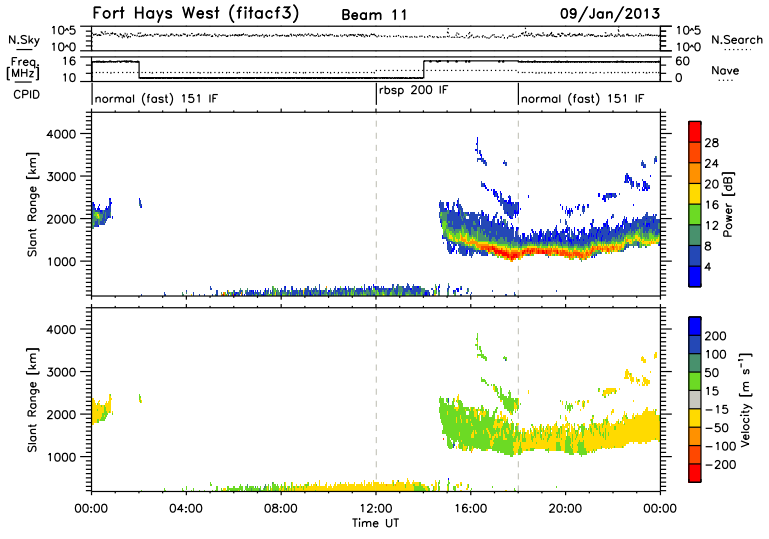 Fort Hays West (fitacf3) Beam 11 09/Jan/2013
N.Sky
10^5
10^0
10^5
10^0
N.Search
Freq.
[MHz]
16
10
60
0
Nave
CPID
normal (fast) 151 IF
rbsp 200 IF
normal (fast) 151 IF
Slant Range [km]
4000
3000
2000
1000
28
24
20
16
12
8
4
Power [dB]
Slant Range [km]
4000
3000
2000
1000
200
100
50
15
-15
-50
-100
-200
Velocity [m s⁻¹]
00:00 04:00 08:00 12:00 16:00 20:00 00:00
Time UT